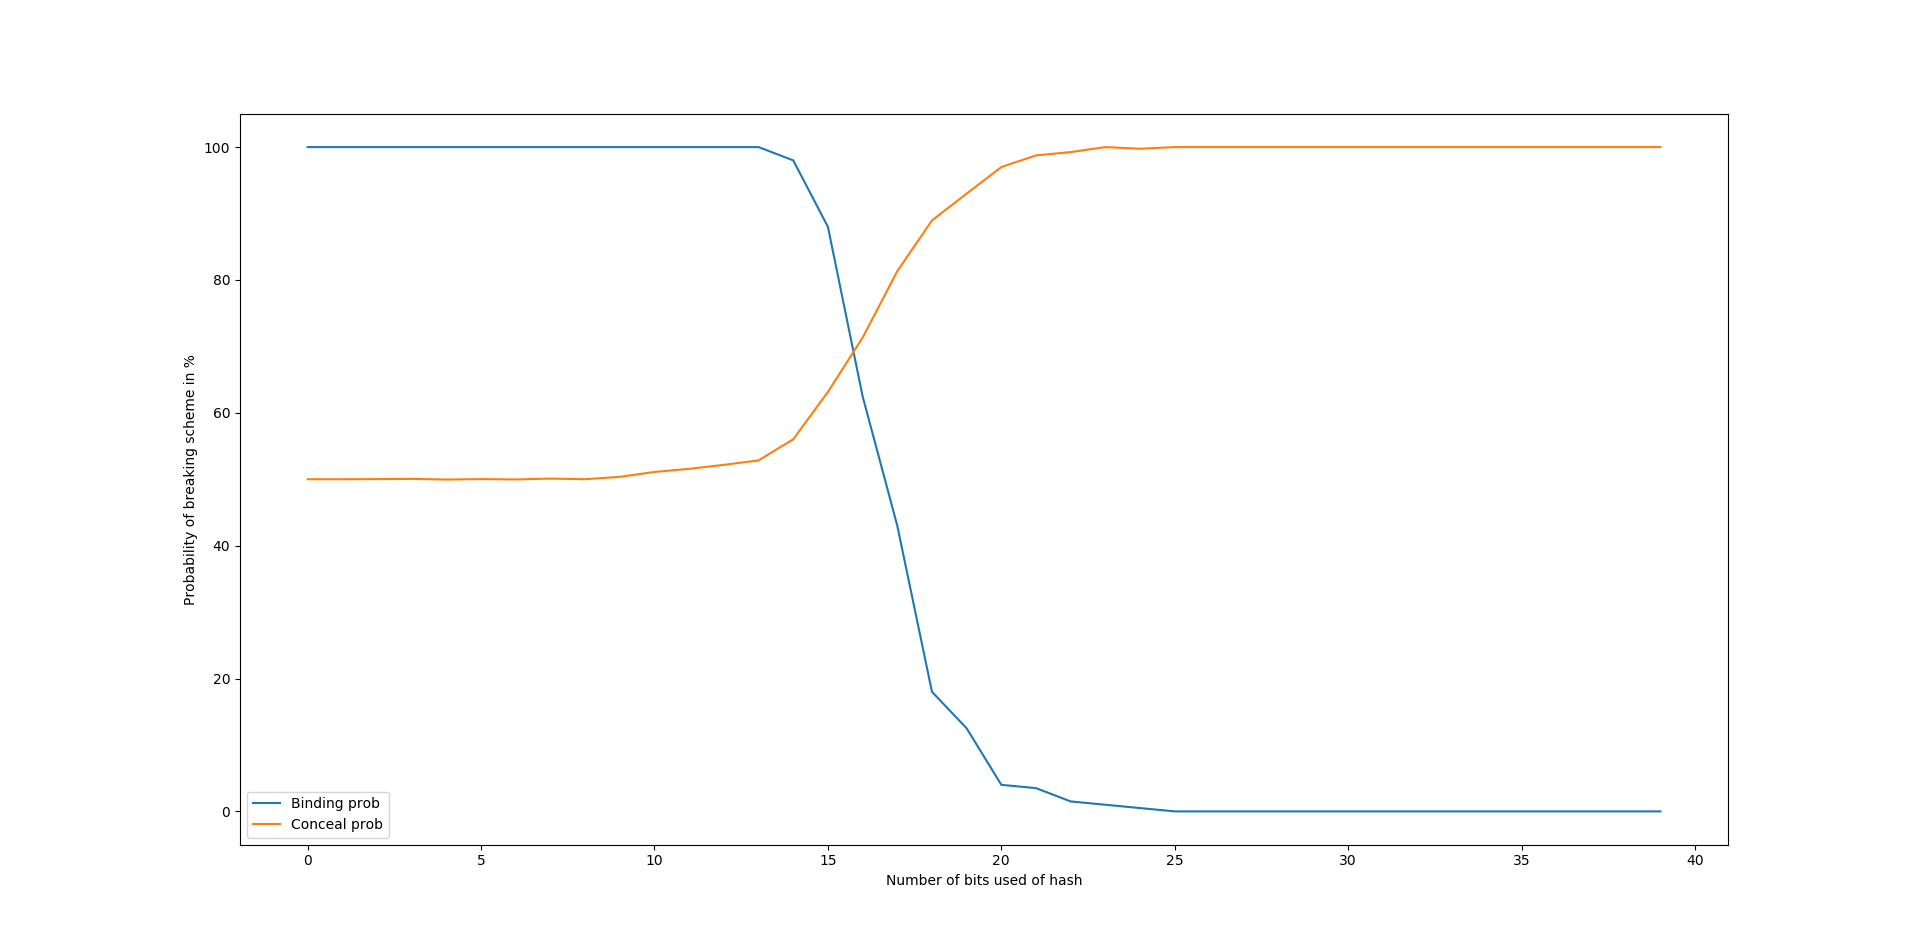 Probability of breaking scheme in %
100
80
60
40
20
0
Binding prob
Conceal prob
0 5 10 15 20 25 30 35 40
Number of bits used of hash